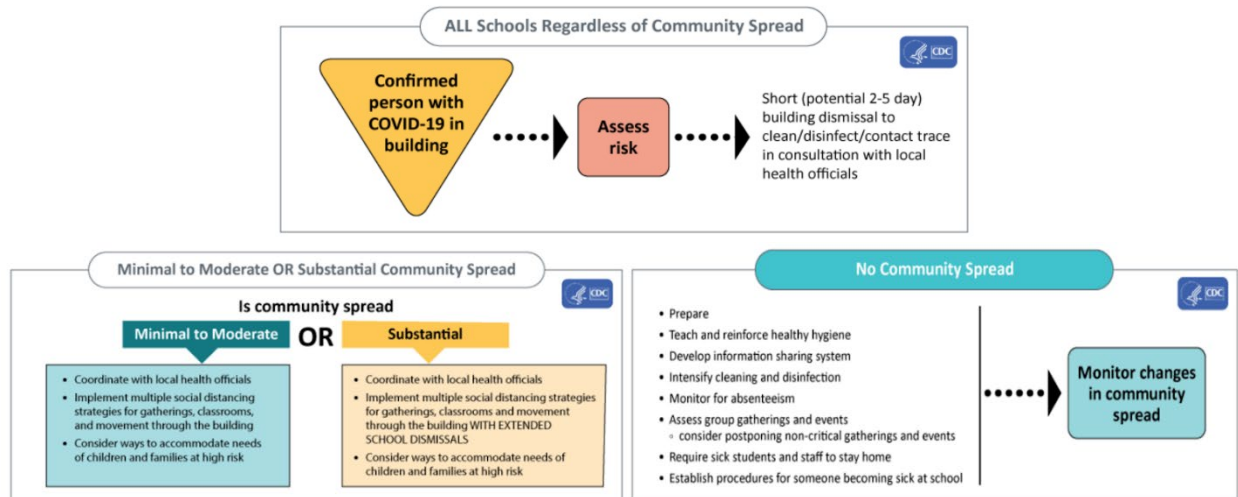 ALL Schools Regardless of Community Spread
CDC
Confirmed
person with
COVID-19 in
building
Assess
risk
Short (potential 2-5 day)
building dismissal to
clean/disinfect/contact trace
in consultation with local
health officials
Minimal to Moderate OR Substantial Community Spread
CDC
Is community spread
Minimal to Moderate
OR
Substantial
• Coordinate with local health officials
• Implement multiple social distancing
strategies for gatherings, classrooms,
and movement through the building
• Consider ways to accommodate needs
of children and families at high risk
• Coordinate with local health officials
• Implement multiple social distancing strategies
for gatherings, classrooms and movement
through the building WITH EXTENDED
SCHOOL DISMISSALS
• Consider ways to accommodate needs of
children and families at high risk
No Community Spread
CDC
• Prepare
• Teach and reinforce healthy hygiene
• Develop information sharing system
• Intensify cleaning and disinfection
• Monitor for absenteeism
• Assess group gatherings and events
◦ consider postponing non-critical gatherings and events
• Require sick students and staff to stay home
• Establish procedures for someone becoming sick at school
Monitor changes
in community
spread